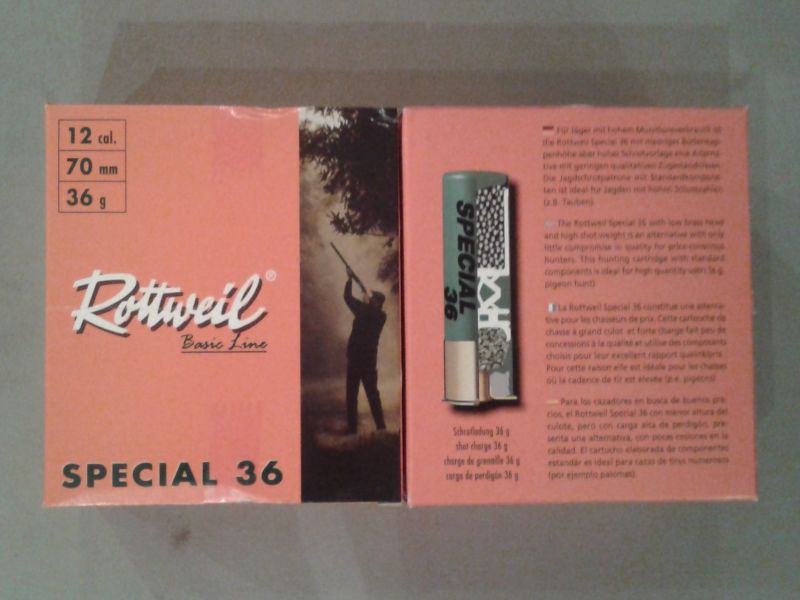 12 cal.
70 mm
36 g
Rottweil®
Basic Line
SPECIAL 36
SPECIAL
36
Schrotladung 36 g
shot charge 36 g
charge de grenaille 36 g
carga de perdigón 36 g
Für Jäger mit hohem Munitionsverbrauch ist
die Rottweil Special 36 mit niedriger Bodenkap-
penhöhe aber hoher Schrotvorlage eine Alterna-
tive mit geringen qualitativen Zugeständnissen.
Die Jagdschrotpatrone mit Standardkompone-
ten ist ideal für Jagden mit hohen Schusszahlen
(z.B. Tauben).
The Rottweil Special 36 with low brass head
and high shot weight is an alternative with only
little compromise in quality for price-conscious
hunters. This hunting cartridge with standard
components is ideal for high quantity users (e.g.
pigeon hunt).
La Rottweil Special 36 constitue une alterna-
tive pour les chasseurs de prix. Cette cartouche de
chasse à grand culot et forte charge fait peu de
concessions à la qualité et utilise des composants
choisis pour leur excellent rapport qualité/prix.
Pour cette raison elle est idéale pour les chasses
où la cadence de tir est élevée (z.e. pigeons)
Para los cazadores en busca de buenos pre-
cios, el Rottweil Special 36 con menor altura del
culote, pero con carga alta de perdigón, pre-
senta una alternativa, con pocas cesiones en la
calidad. El cartucho elaborado de componentes
estandár es ideal para cazas de tiros numerosos
(por ejemplo palomas).